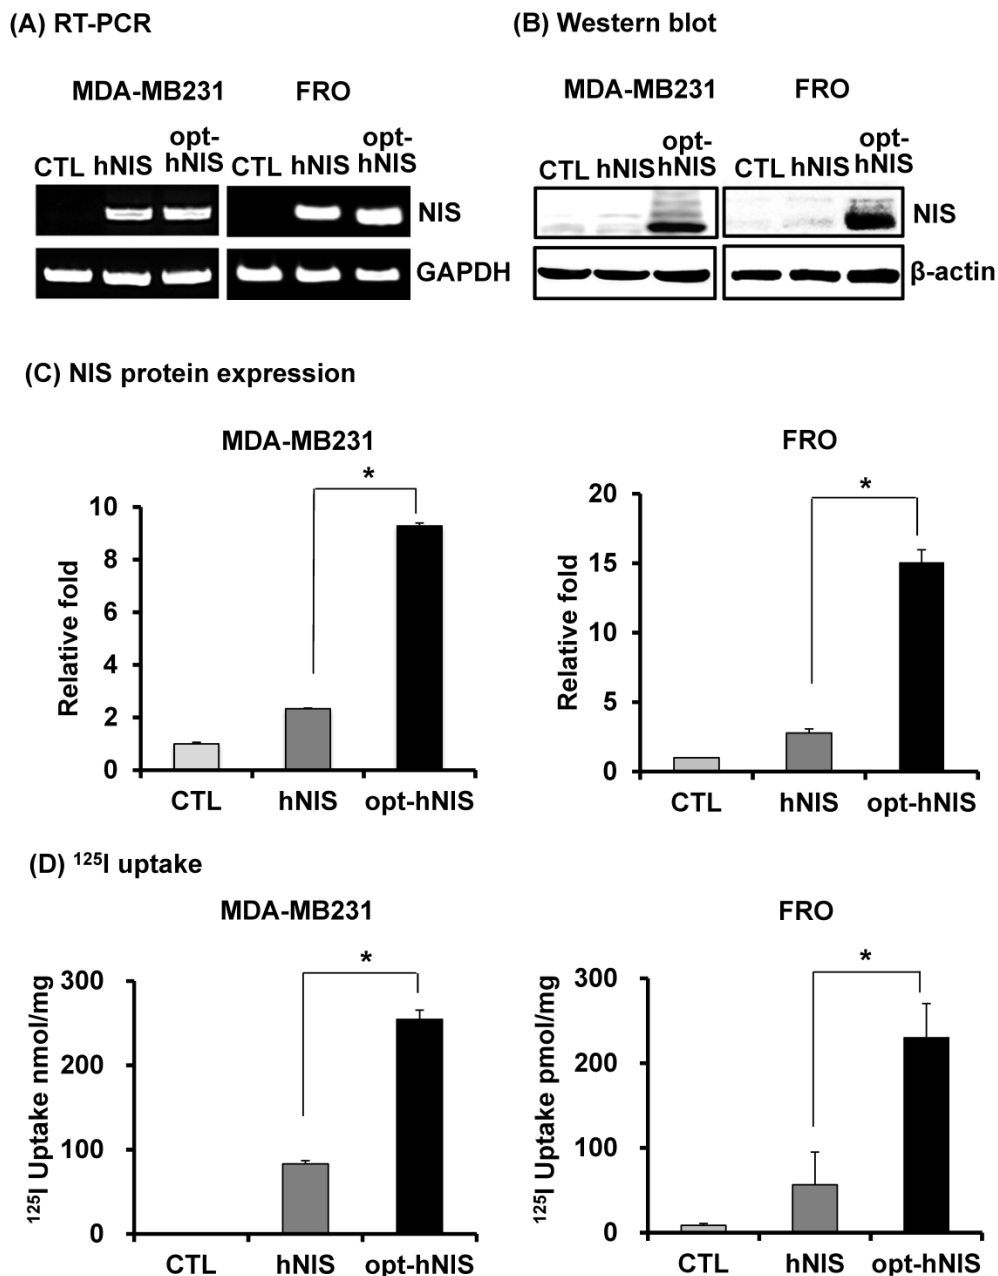 (A) RT-PCR
MDA-MB231 FRO
CTL hNIS opt-hNIS CTL hNIS opt-hNIS
NIS
GAPDH
(B) Western blot
MDA-MB231 FRO
CTL hNIS opt-hNIS CTL hNIS opt-hNIS
NIS
β-actin
(C) NIS protein expression
MDA-MB231
*
Relative fold
10
8
6
4
2
0
CTL hNIS opt-hNIS
FRO
*
Relative fold
20
15
10
5
0
CTL hNIS opt-hNIS
(D) ¹²⁵I uptake
MDA-MB231
*
¹²⁵I Uptake nmol/mg
300
200
100
0
CTL hNIS opt-hNIS
FRO
*
¹²⁵I Uptake pmol/mg
300
200
100
0
CTL hNIS opt-hNIS